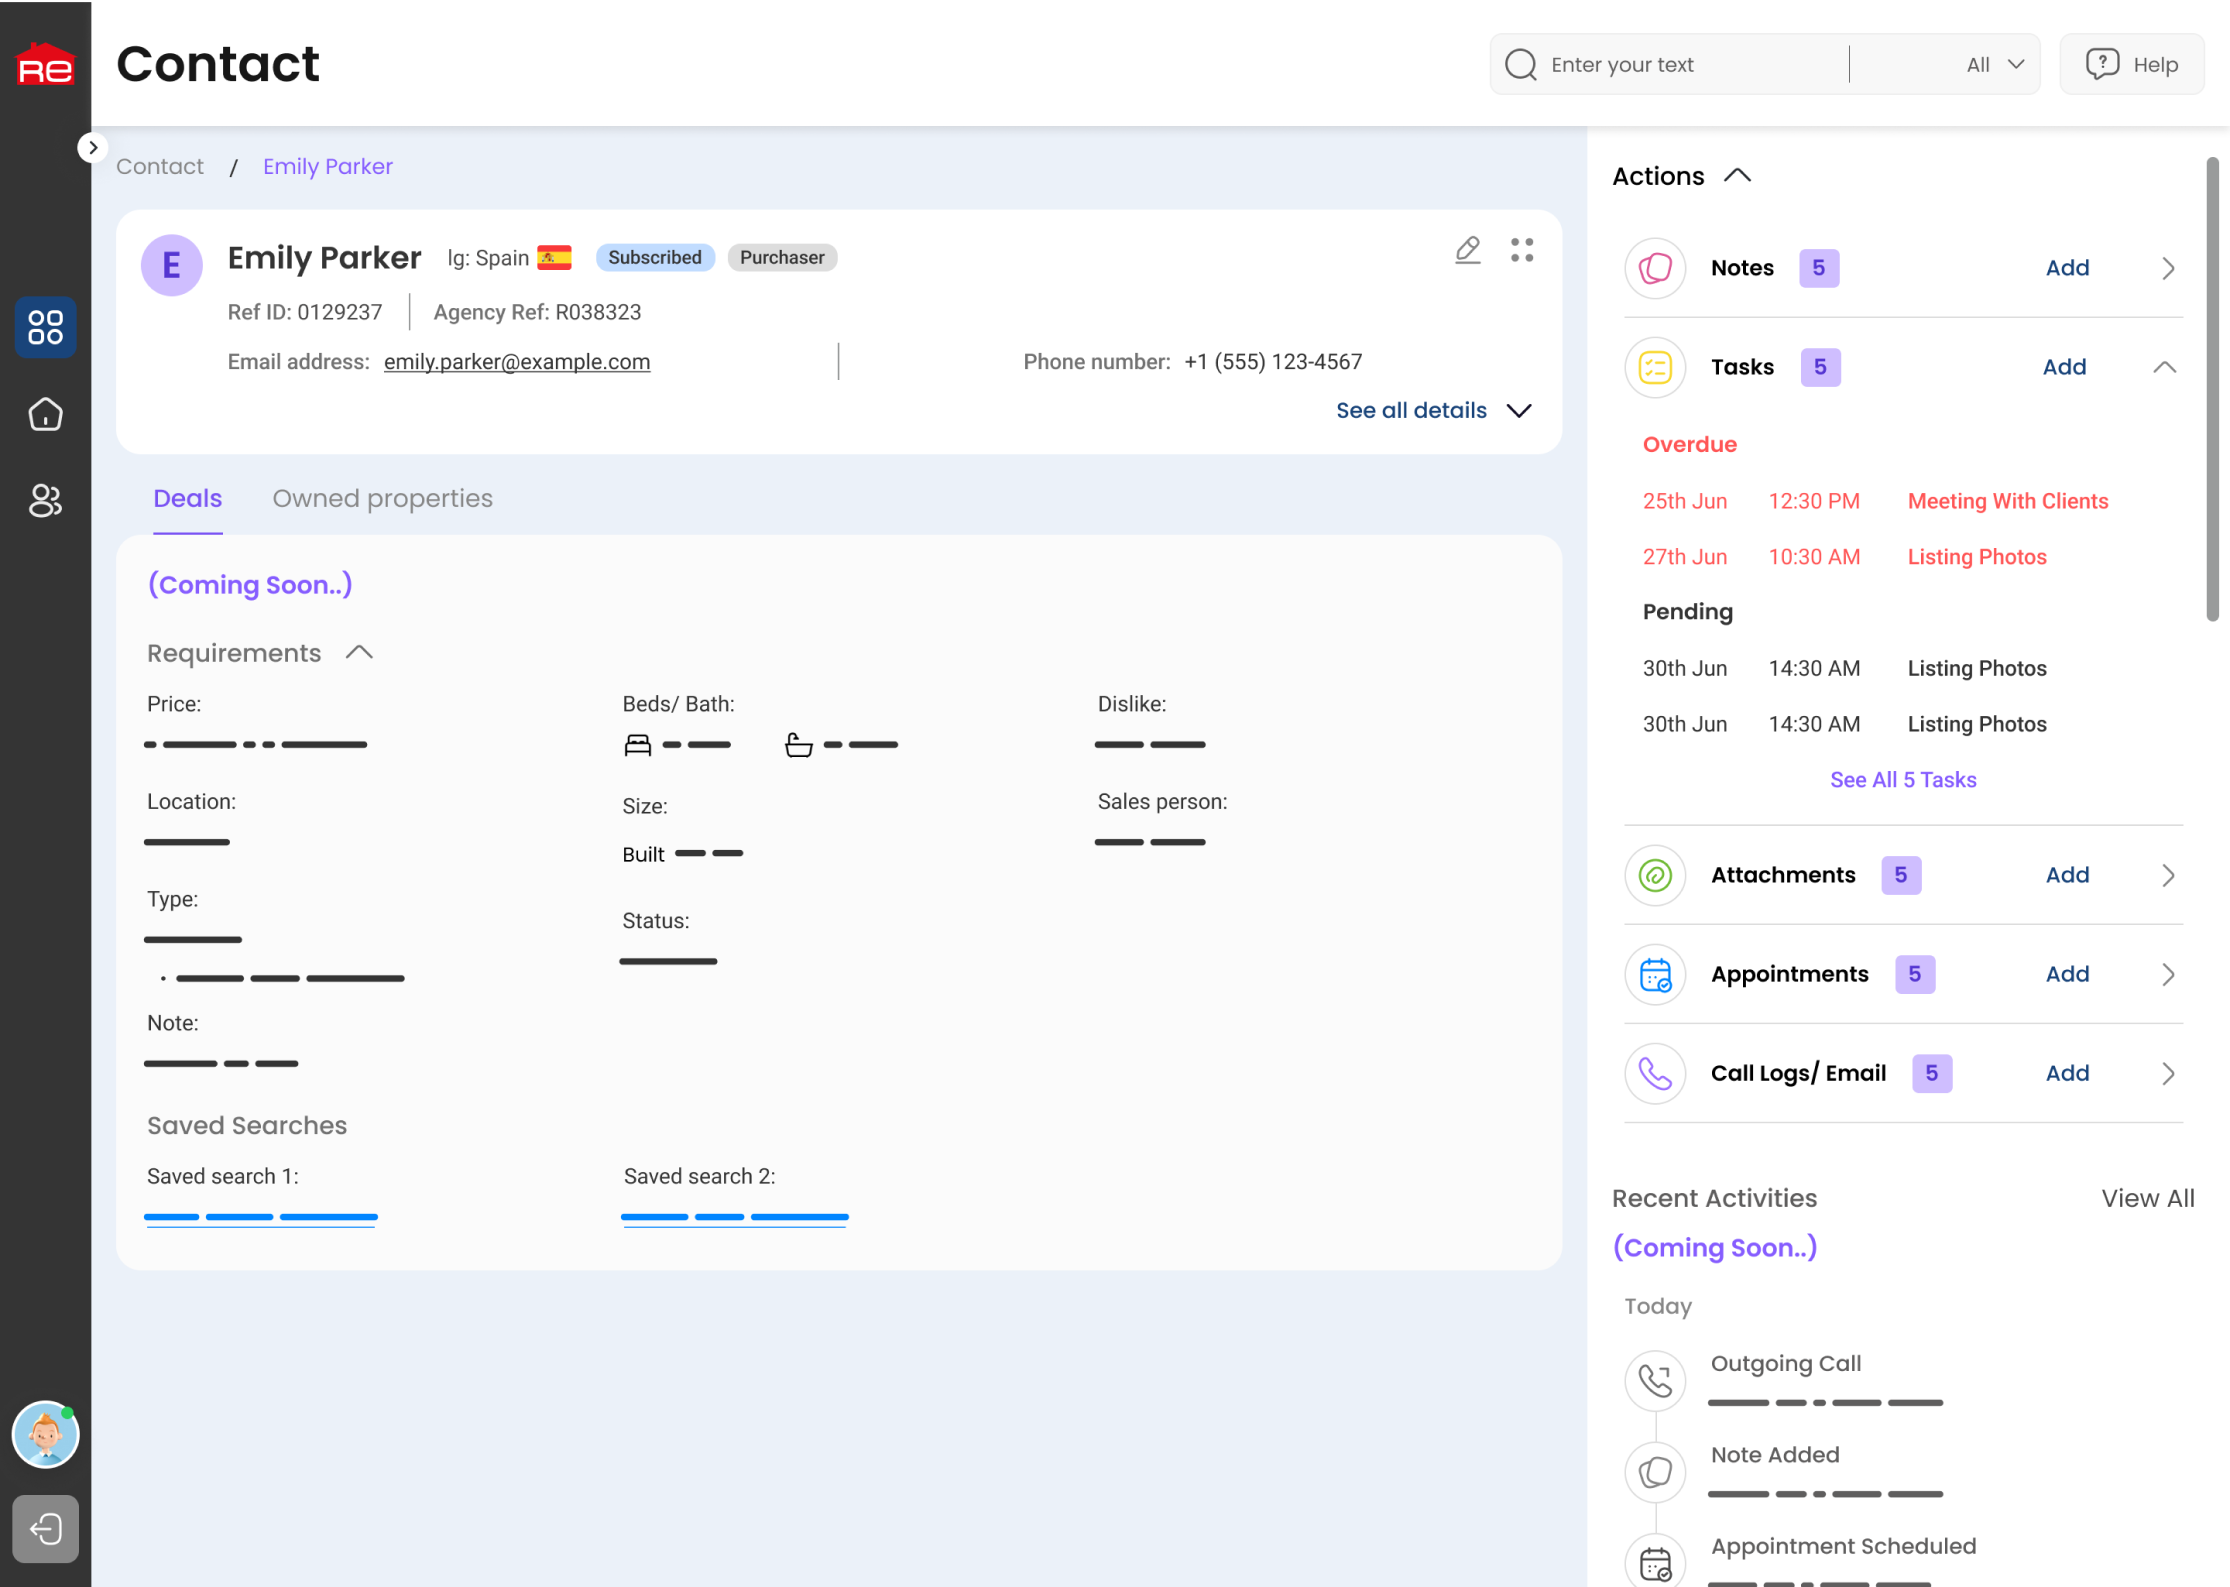 RE
Contact
Enter your text
All
Help
Contact / Emily Parker
E
Emily Parker
lg: Spain
Subscribed
Purchaser
Ref ID: 0129237
Agency Ref: R038323
Email address: emily.parker@example.com
Phone number: +1 (555) 123-4567
See all details
Deals
Owned properties
(Coming Soon..)
Requirements
Price:
Beds/ Bath:
Dislike:
Location:
Size:
Sales person:
Built
Type:
Status:
Note:
Saved Searches
Saved search 1:
Saved search 2:
Actions
Notes 5 Add
Tasks 5 Add
Overdue
25th Jun 12:30 PM Meeting With Clients
27th Jun 10:30 AM Listing Photos
Pending
30th Jun 14:30 AM Listing Photos
30th Jun 14:30 AM Listing Photos
See All 5 Tasks
Attachments 5 Add
Appointments 5 Add
Call Logs/ Email 5 Add
Recent Activities
View All
(Coming Soon..)
Today
Outgoing Call
Note Added
Appointment Scheduled